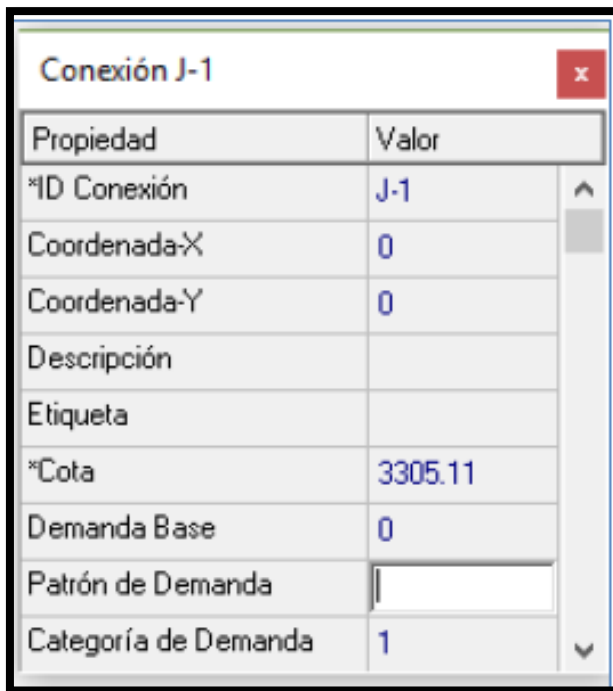 Conexión J-1
x
Propiedad Valor
*ID Conexión J-1
Coordenada-X 0
Coordenada-Y 0
Descripción
Etiqueta
*Cota 3305.11
Demanda Base 0
Patrón de Demanda
Categoría de Demanda 1